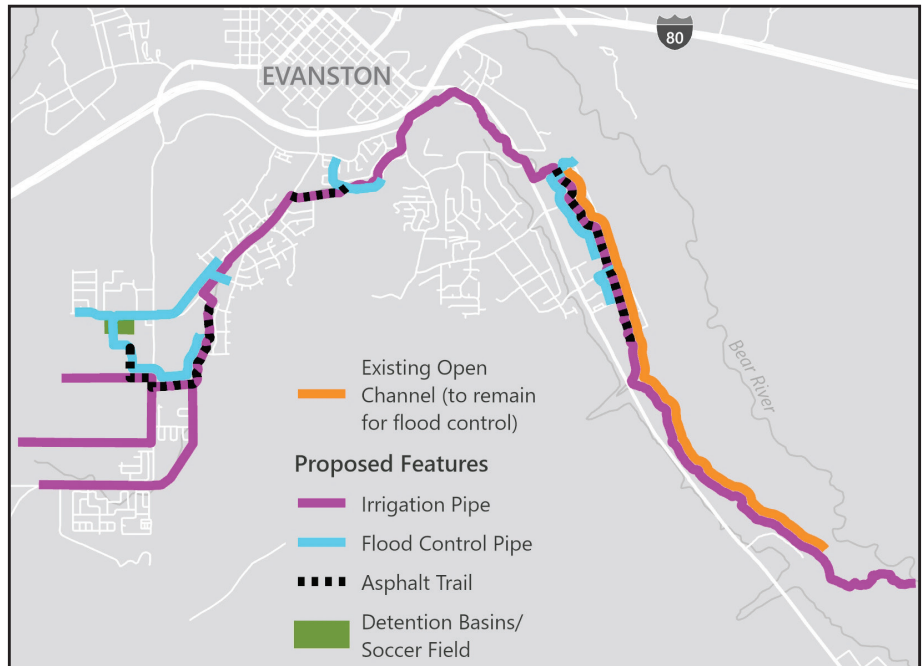 80
EVANSTON
Bear River
Existing Open
Channel (to remain
for flood control)
Proposed Features
Irrigation Pipe
Flood Control Pipe
Asphalt Trail
Detention Basins/
Soccer Field